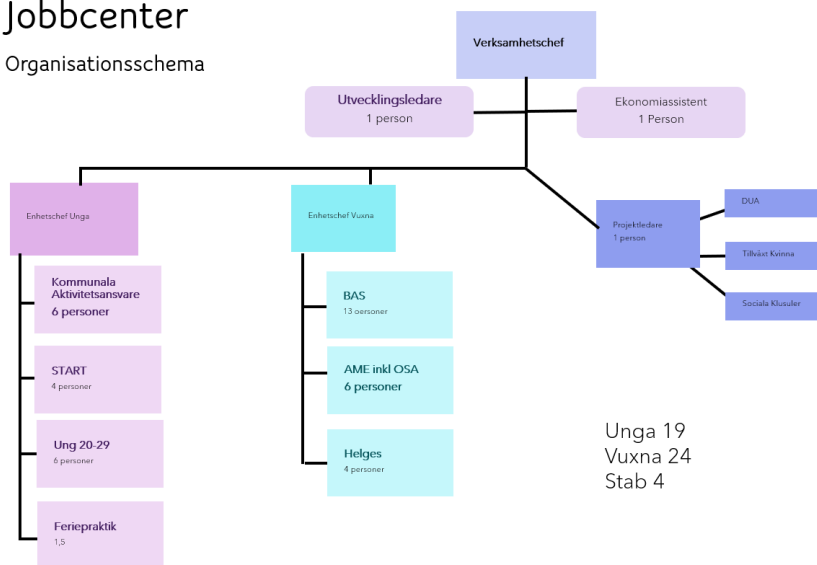 Jobbcenter
Organisationsschema
Verksamhetschef
Utvecklingsledare
1 person
Ekonomiassistent
1 Person
Enhetschef Unga
Kommunala
Aktivitetsansvare
6 personer
START
4 personer
Ung 20-29
6 personer
Feriepraktik
1,5
Enhetschef Vuxna
BAS
13 oersoner
AME inkl OSA
6 personer
Helges
4 personer
Projektledare
1 person
DUA
Tillväxt Kvinna
Sociala Klusuler
Unga 19
Vuxna 24
Stab 4